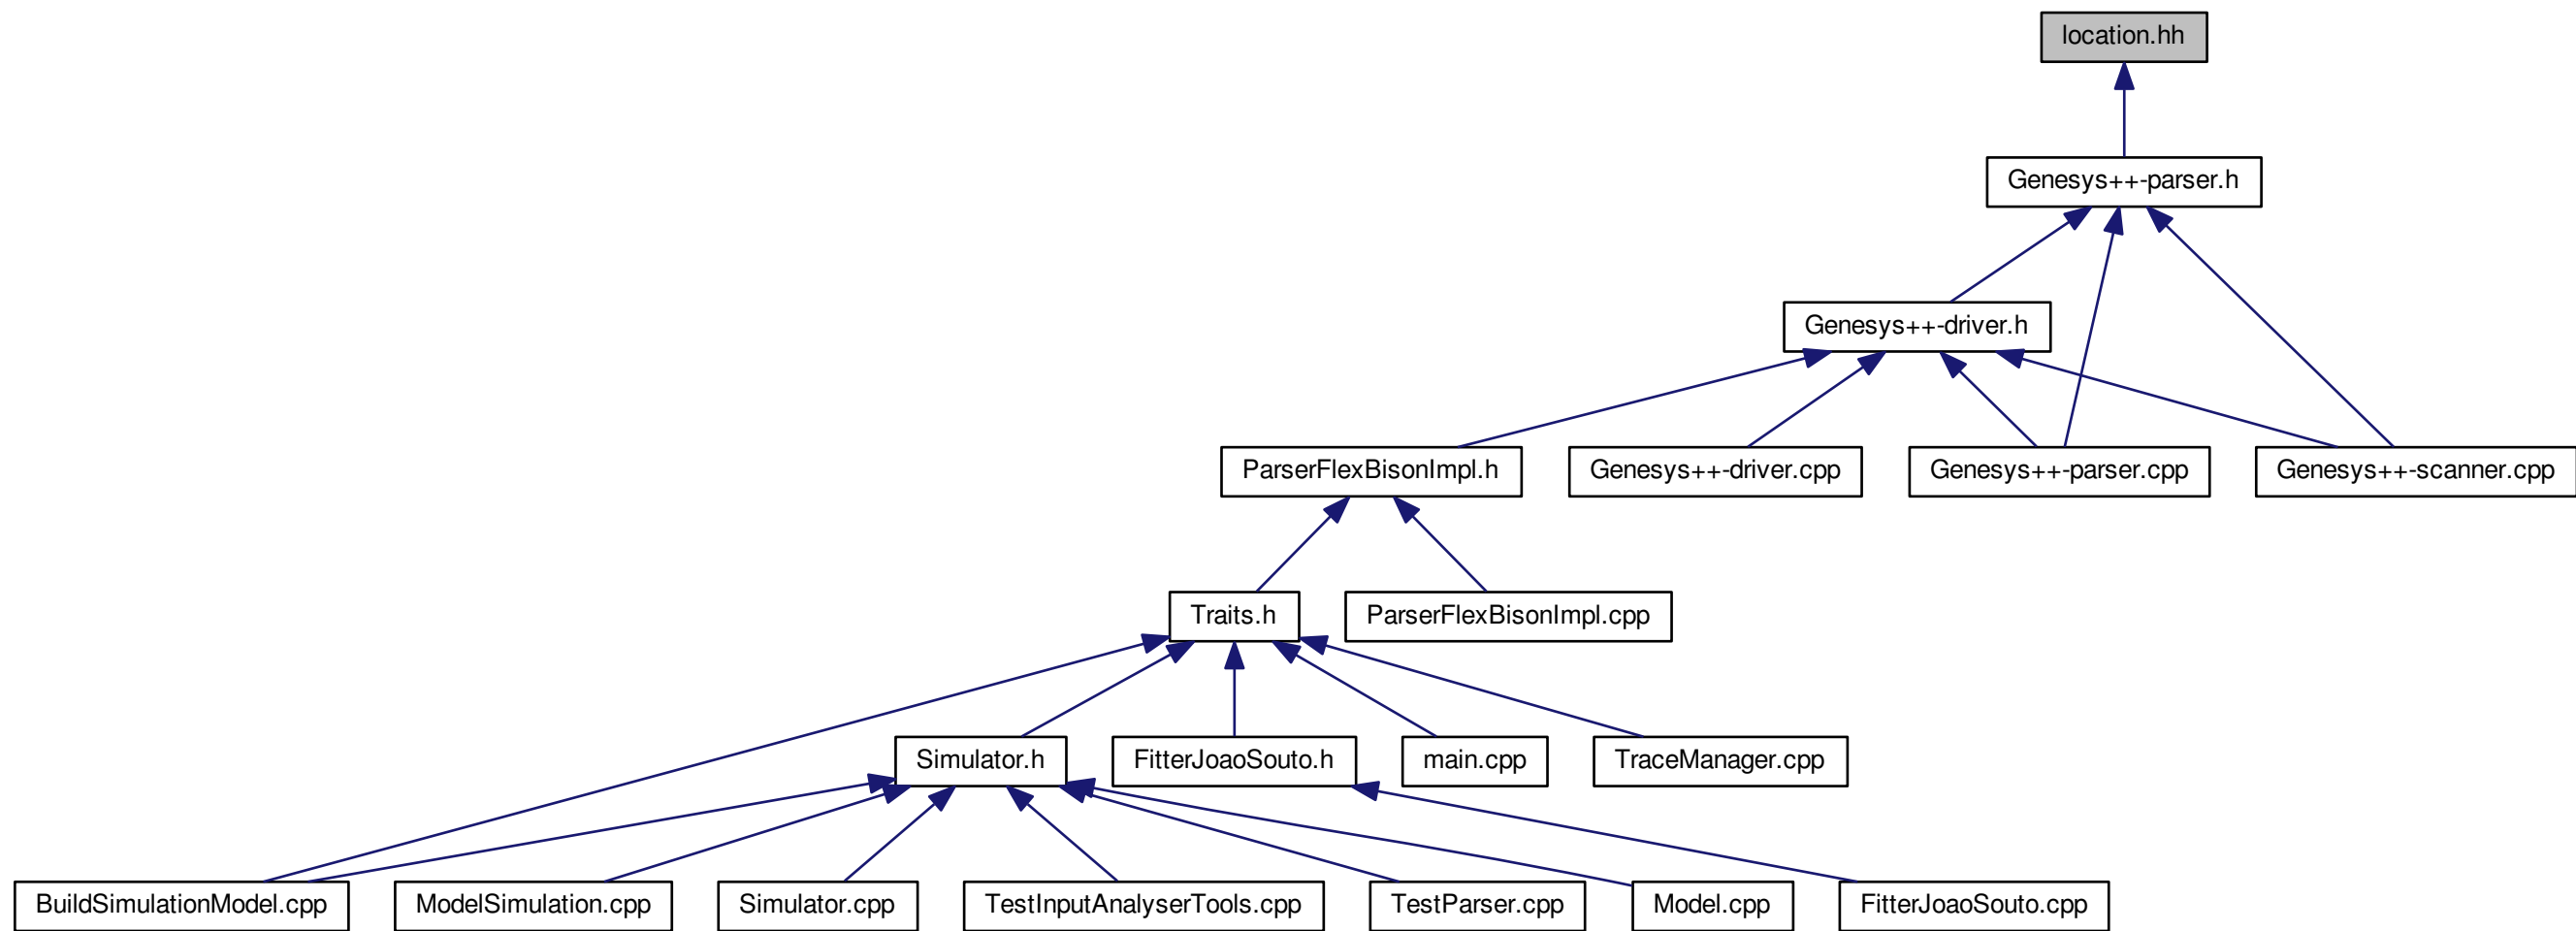 location.hh
Genesys++-parser.h
Genesys++-driver.h
ParserFlexBisonImpl.h
Genesys++-driver.cpp
Genesys++-parser.cpp
Genesys++-scanner.cpp
Traits.h
ParserFlexBisonImpl.cpp
Simulator.h
FitterJoaoSouto.h
main.cpp
TraceManager.cpp
BuildSimulationModel.cpp
ModelSimulation.cpp
Simulator.cpp
TestInputAnalyserTools.cpp
TestParser.cpp
Model.cpp
FitterJoaoSouto.cpp